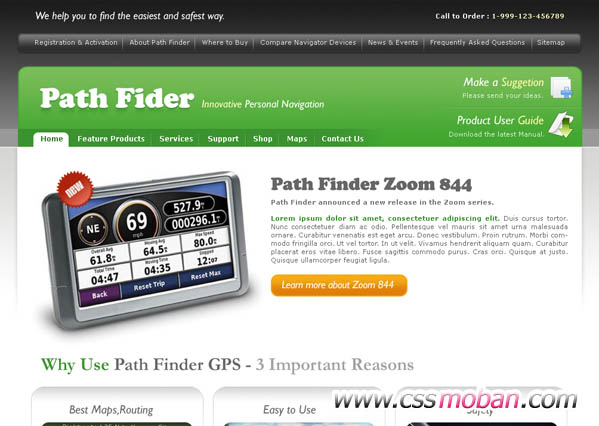 We help you to find the easiest and safest way.
Call to Order : 1-999-123-456789
Registration & Activation | About Path Finder | Where to Buy | Compare Navigator Devices | News & Events | Frequently Asked Questions | Sitemap
Path Fider Innovative Personal Navigation
Make a Suggetion
Please send your ideas.
Product User Guide
Download the latest Manual.
Home Feature Products Services Support Shop Maps Contact Us
new
NE
69
mph
527.9
000296.1
Overall Avg
61.8
Moving Avg
64.5
Max Speed
80.0
Total Time
04:47
Moving Time
04:35
Stopped
12:07
Back
Reset Trip
Reset Max
Path Finder Zoom 844
Path Finder announced a new release in the Zoom series.
Lorem ipsum dolor sit amet, consectetuer adipiscing elit. Duis cursus tortor.
Nunc consectetuer diam ac odio. Pellentesque vel mauris sit amet urna malesuada
ornare. Curabitur venenatis est eget arcu. Donec vestibulum. Proin rutrum. Morbi com-
modo fringilla orci. Ut vel tortor. In ut velit. Vivamus hendrerit aliquam quam. Curabitur
placerat eros vitae libero. Fusce sagittis commodo purus. Cras orci. Quisque at justo.
Quisque ullamcorper feugiat ligula.
Learn more about Zoom 844
Why Use Path Finder GPS - 3 Important Reasons
Best Maps,Routing
Easy to Use
Safety
www.cssmoban.com